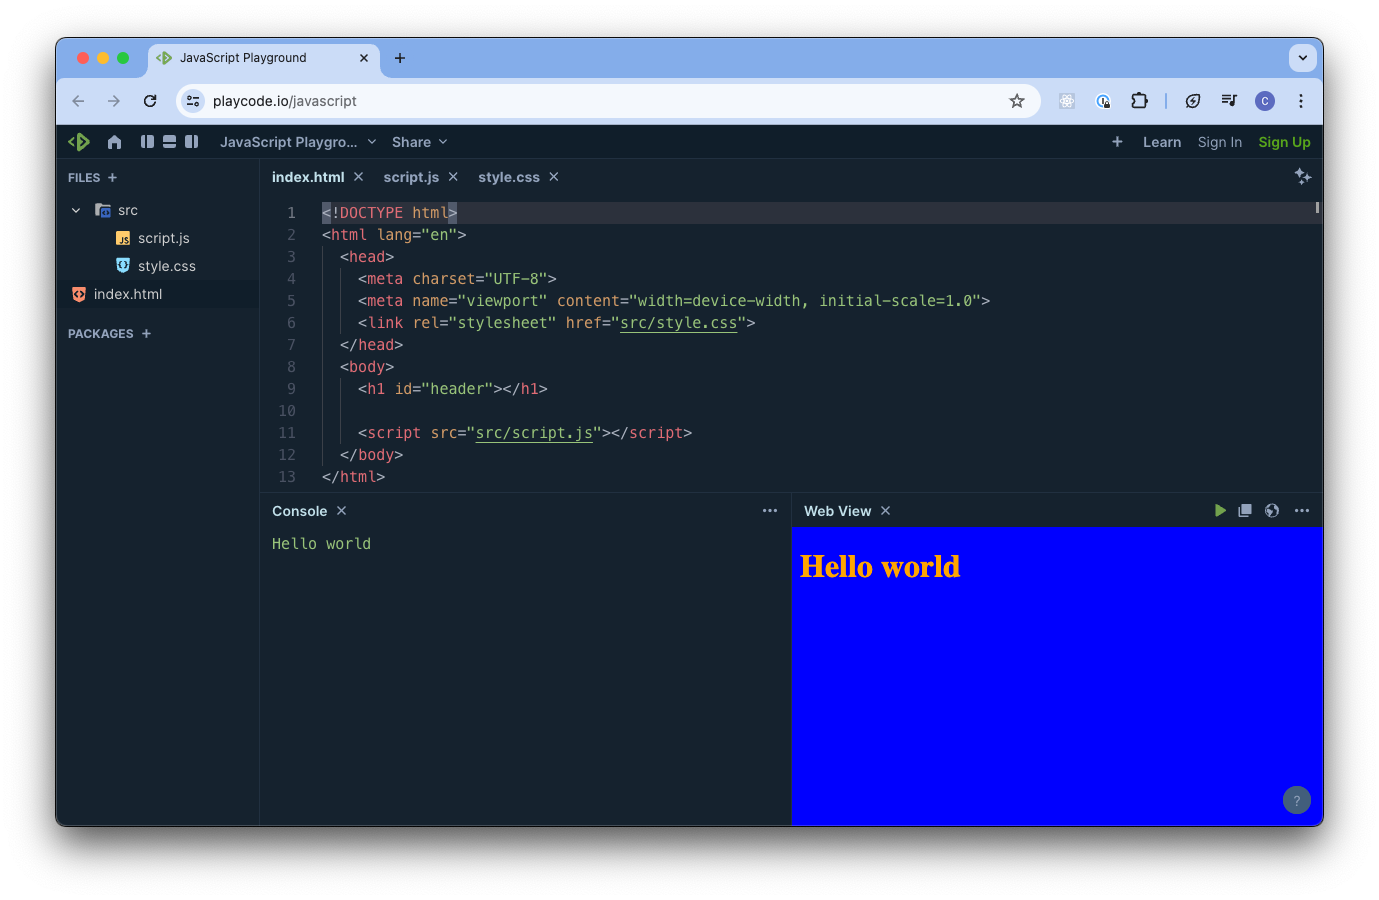 JavaScript Playground
playcode.io/javascript
C
JavaScript Playgro...
Share
Learn
Sign In
Sign Up
FILES
src
JS
script.js
style.css
index.html
PACKAGES
index.html
script.js
style.css
1 <!DOCTYPE html>
2 <html lang="en">
3 <head>
4 <meta charset="UTF-8">
5 <meta name="viewport" content="width=device-width, initial-scale=1.0">
6 <link rel="stylesheet" href="src/style.css">
7 </head>
8 <body>
9 <h1 id="header"></h1>
10
11 <script src="src/script.js"></script>
12 </body>
13 </html>
Console
Hello world
Web View
Hello world
?